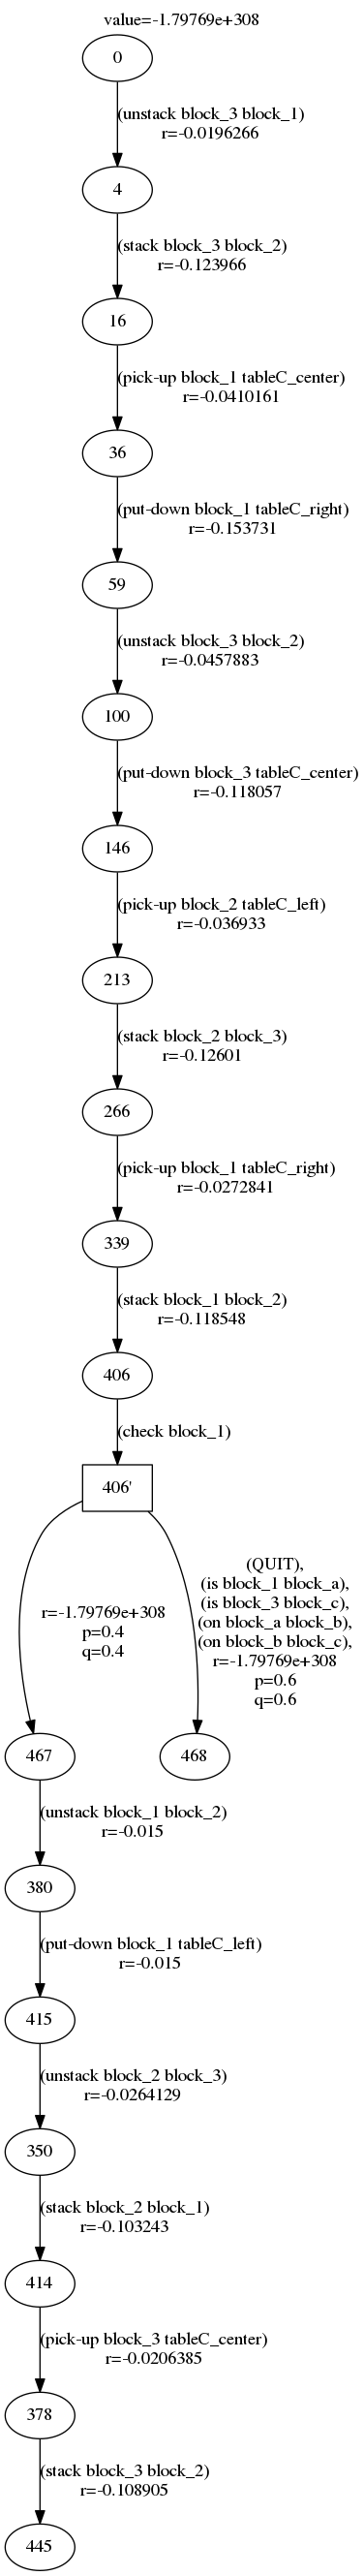 value=-1.79769e+308
0
(unstack block_3 block_1)
r=-0.0196266
4
(stack block_3 block_2)
r=-0.123966
16
(pick-up block_1 tableC_center)
r=-0.0410161
36
(put-down block_1 tableC_right)
r=-0.153731
59
(unstack block_3 block_2)
r=-0.0457883
100
(put-down block_3 tableC_center)
r=-0.118057
146
(pick-up block_2 tableC_left)
r=-0.036933
213
(stack block_2 block_3)
r=-0.12601
266
(pick-up block_1 tableC_right)
r=-0.0272841
339
(stack block_1 block_2)
r=-0.118548
406
(check block_1)
406'
r=-1.79769e+308
p=0.4
q=0.4
(QUIT),
(is block_1 block_a),
(is block_3 block_c),
(on block_a block_b),
(on block_b block_c),
r=-1.79769e+308
p=0.6
q=0.6
467
468
(unstack block_1 block_2)
r=-0.015
380
(put-down block_1 tableC_left)
r=-0.015
415
(unstack block_2 block_3)
r=-0.0264129
350
(stack block_2 block_1)
r=-0.103243
414
(pick-up block_3 tableC_center)
r=-0.0206385
378
(stack block_3 block_2)
r=-0.108905
445